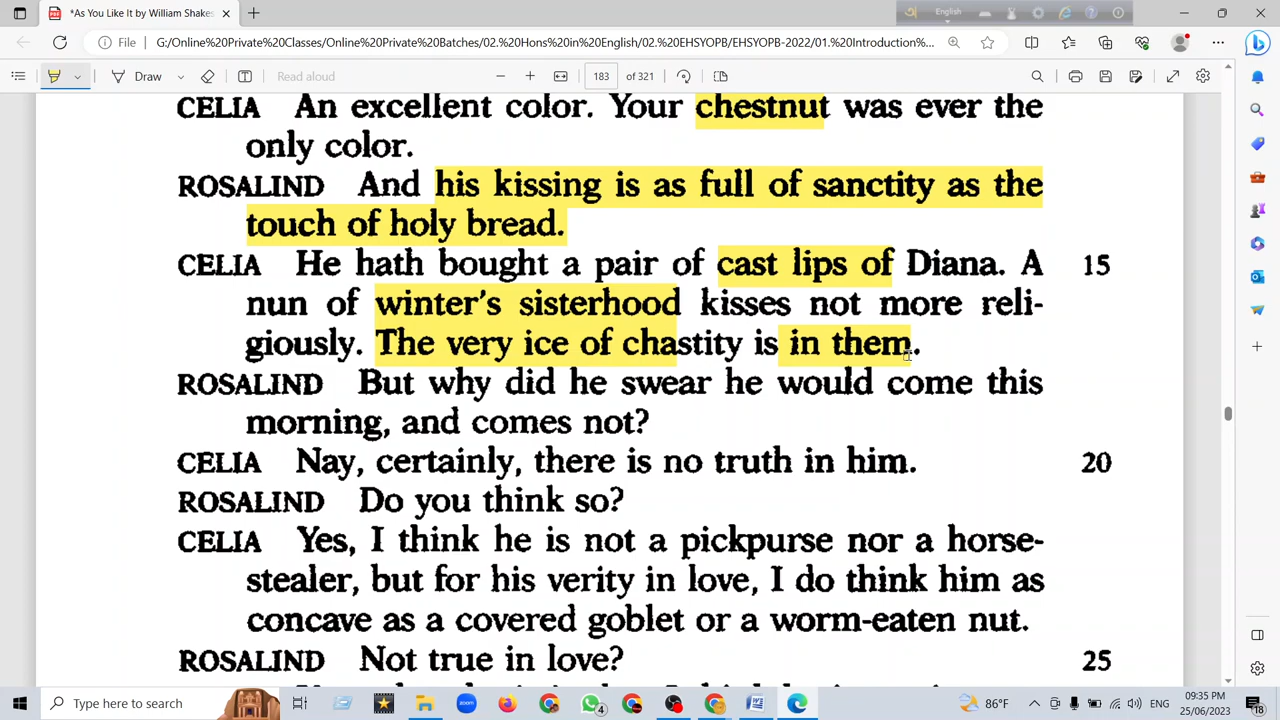 *As You Like It by William Shakes
File G:/Online%20Private%20Classes/Online%20Private%20Batches/02.%20Hons%20in%20English/02.%20EHSYOPB/EHSYOPB-2022/01.%20Introduction%...
English
Draw
Read aloud
183 of 321
CELIA An excellent color. Your chestnut was ever the
only color.
ROSALIND And his kissing is as full of sanctity as the
touch of holy bread.
CELIA He hath bought a pair of cast lips of Diana. A 15
nun of winter's sisterhood kisses not more reli-
giously. The very ice of chastity is in them.
ROSALIND But why did he swear he would come this
morning, and comes not?
CELIA Nay, certainly, there is no truth in him. 20
ROSALIND Do you think so?
CELIA Yes, I think he is not a pickpurse nor a horse-
stealer, but for his verity in love, I do think him as
concave as a covered goblet or a worm-eaten nut.
ROSALIND Not true in love? 25
Type here to search
4
86°F
09:35 PM
25/06/2023
18